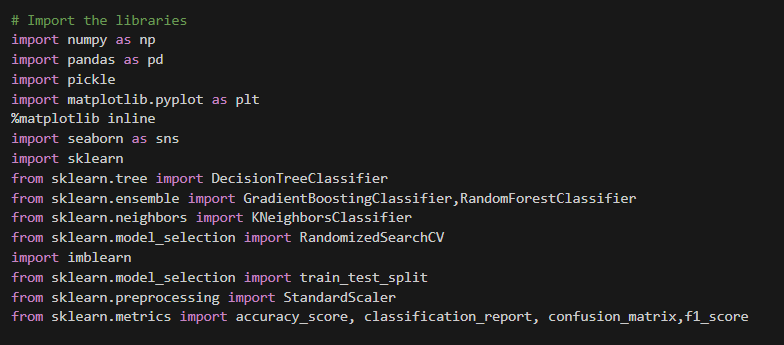 # Import the libraries
import numpy as np
import pandas as pd
import pickle
import matplotlib.pyplot as plt
%matplotlib inline
import seaborn as sns
import sklearn
from sklearn.tree import DecisionTreeClassifier
from sklearn.ensemble import GradientBoostingClassifier,RandomForestClassifier
from sklearn.neighbors import KNeighborsClassifier
from sklearn.model_selection import RandomizedSearchCV
import imblearn
from sklearn.model_selection import train_test_split
from sklearn.preprocessing import StandardScaler
from sklearn.metrics import accuracy_score, classification_report, confusion_matrix,f1_score